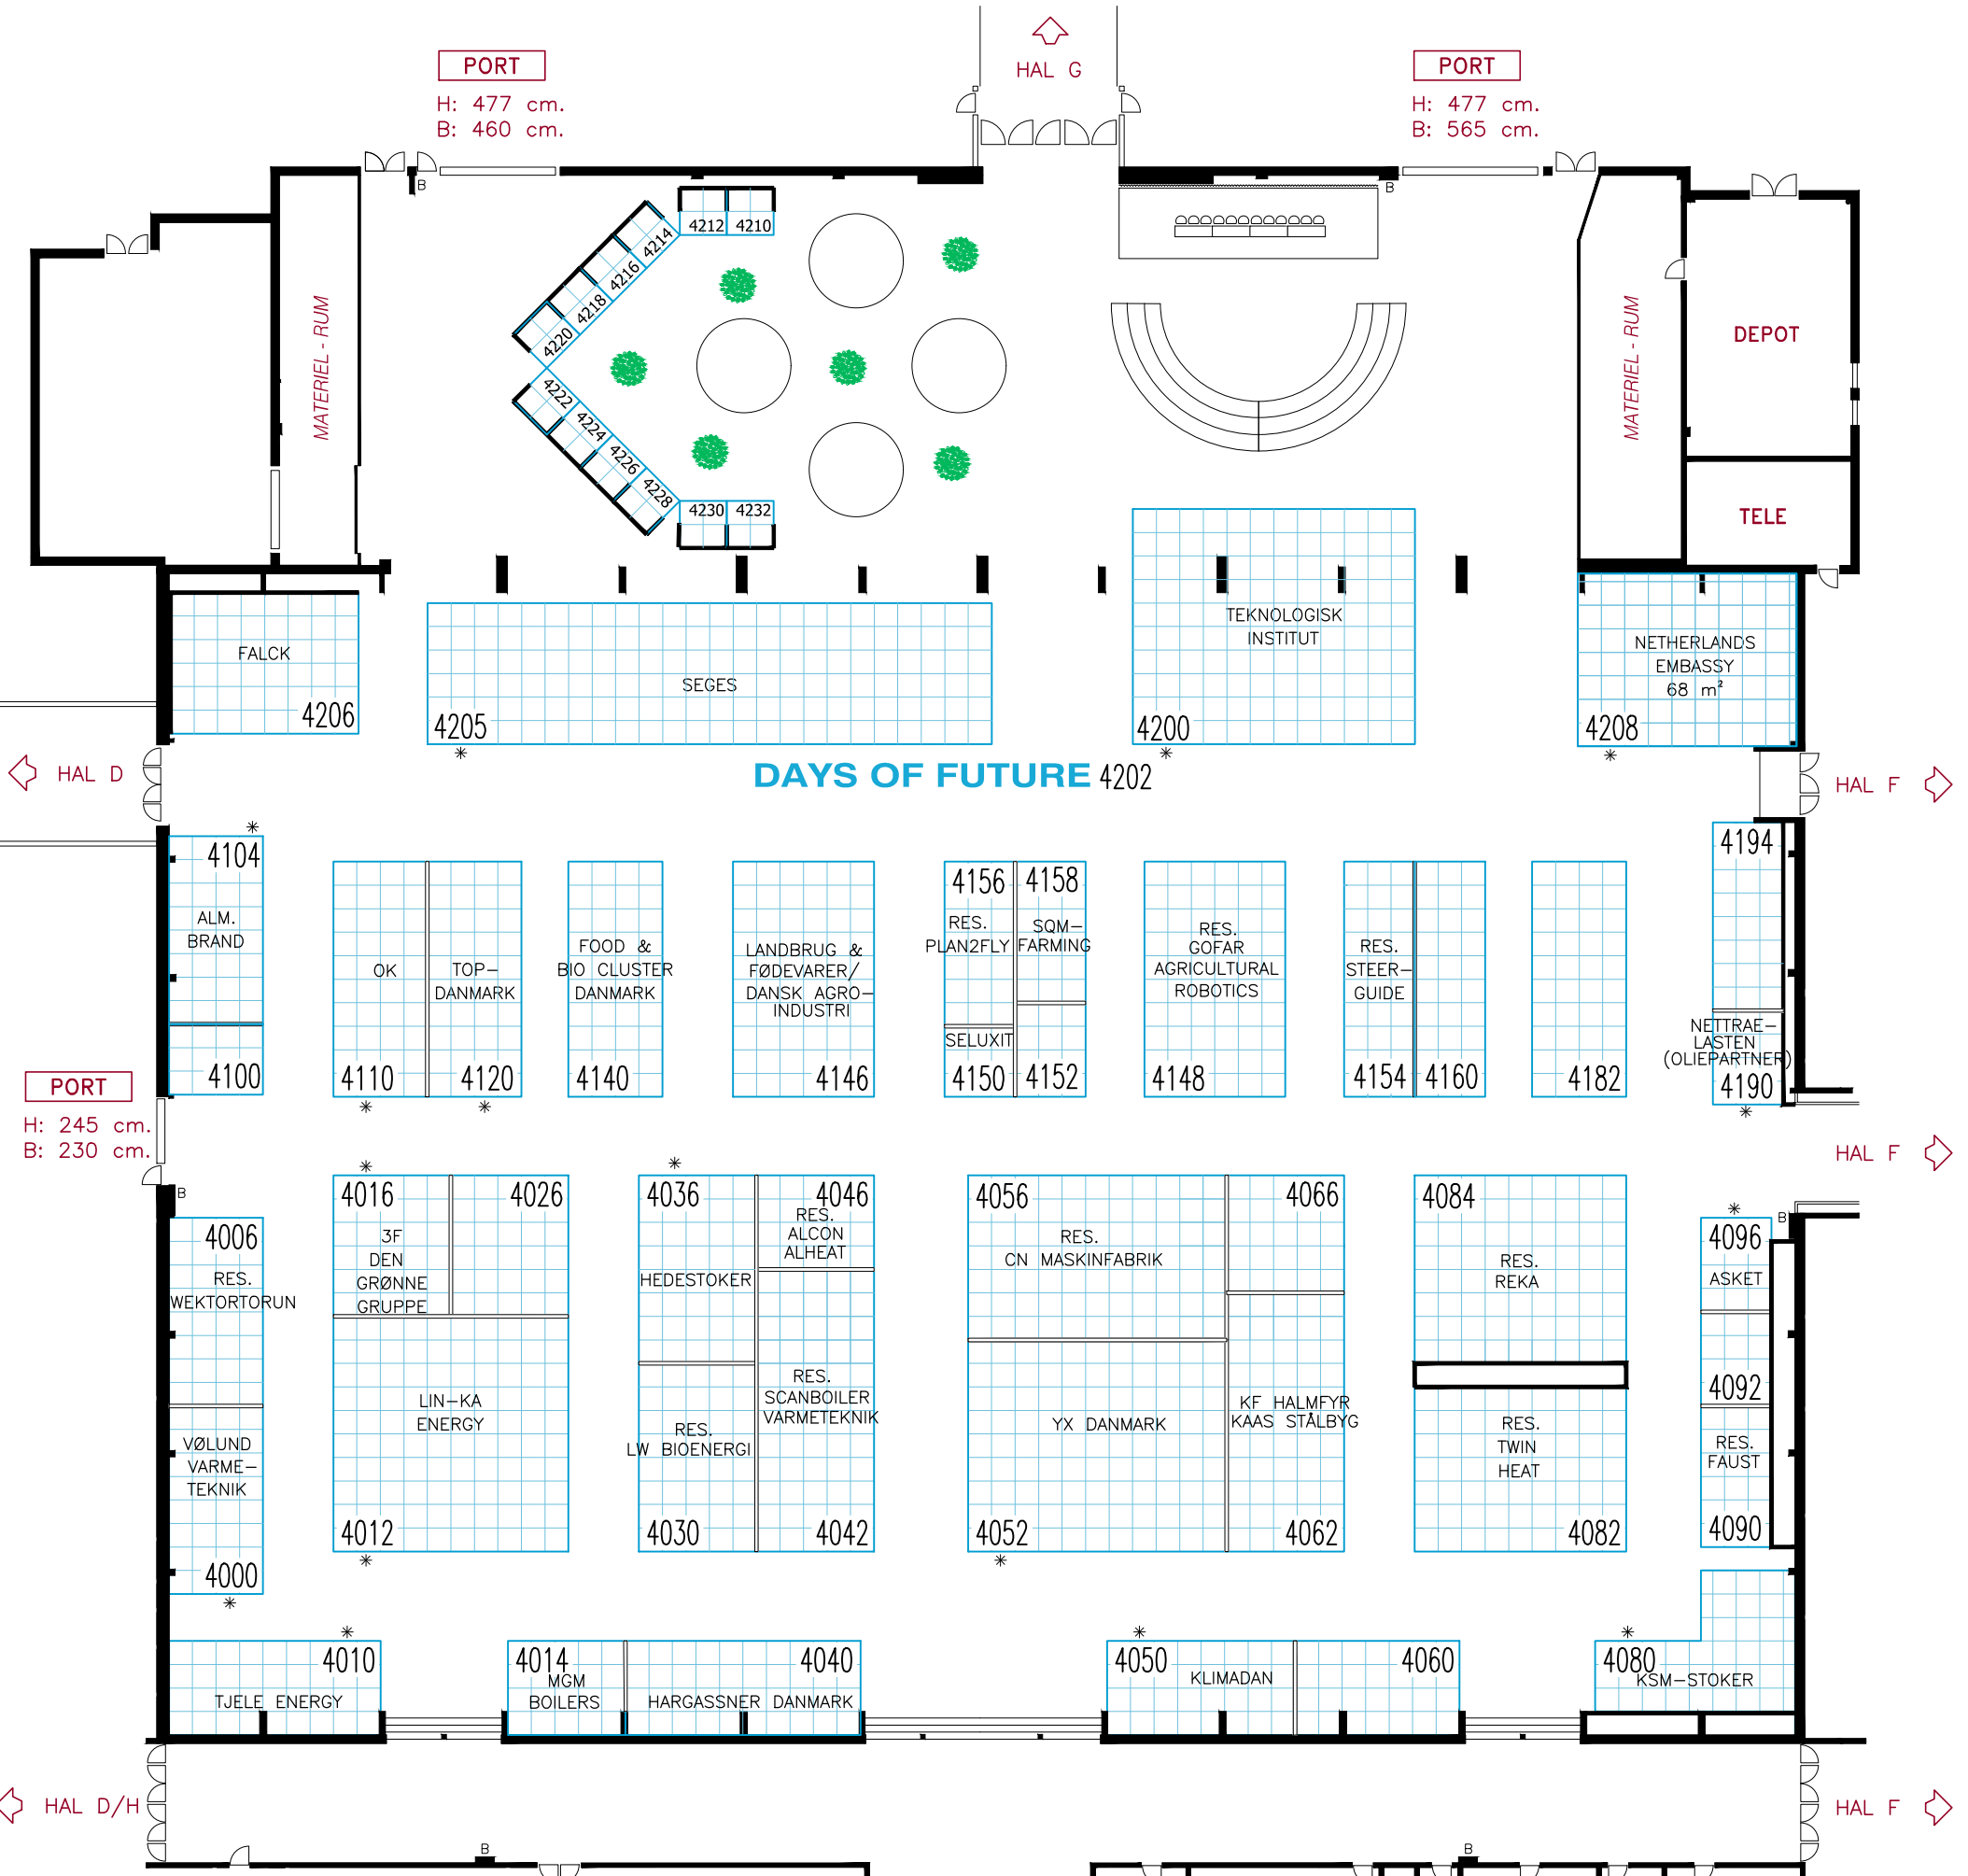 HAL G
PORT
H: 477 cm.
B: 460 cm.
PORT
H: 477 cm.
B: 565 cm.
B
B
4212
4210
4214
4216
4218
4220
4222
4224
4226
4228
4230
4232
MATERIEL - RUM
MATERIEL - RUM
DEPOT
TELE
FALCK
4206
SEGES
4205
*
TEKNOLOGISK
INSTITUT
4200
*
NETHERLANDS
EMBASSY
68 m²
4208
*
HAL D
DAYS OF FUTURE 4202
HAL F
*
4104
ALM.
BRAND
4100
OK
4110
*
TOP-
DANMARK
4120
*
FOOD &
BIO CLUSTER
DANMARK
4140
LANDBRUG &
FØDEVARER/
DANSK AGRO-
INDUSTRI
4146
4156
RES.
PLAN2FLY
SELUXIT
4150
4158
SQM-
FARMING
4152
RES.
GOFAR
AGRICULTURAL
ROBOTICS
4148
RES.
STEER-
GUIDE
4154
4160
4182
4194
NETTRAE-
LASTEN
(OLIEPARTNER)
4190
*
PORT
H: 245 cm.
B: 230 cm.
B
HAL F
4006
RES.
WEKTORTORUN
VØLUND
VARME-
TEKNIK
4000
*
*
4016
3F
DEN
GRØNNE
GRUPPE
4026
LIN-KA
ENERGY
4012
*
*
4036
HEDESTOKER
4046
RES.
ALCON
ALHEAT
RES.
LW BIOENERGI
4030
RES.
SCANBOILER
VARMETEKNIK
4042
4056
RES.
CN MASKINFABRIK
4066
YX DANMARK
4052
*
KF HALMFYR
KAAS STÅLBYG
4062
4084
RES.
REKA
RES.
TWIN
HEAT
4082
*
B
4096
ASKET
4092
RES.
FAUST
4090
*
4010
TJELE ENERGY
4014
MGM
BOILERS
4040
HARGASSNER DANMARK
*
4050
KLIMADAN
4060
*
4080
KSM-STOKER
HAL D/H
HAL F
B
B